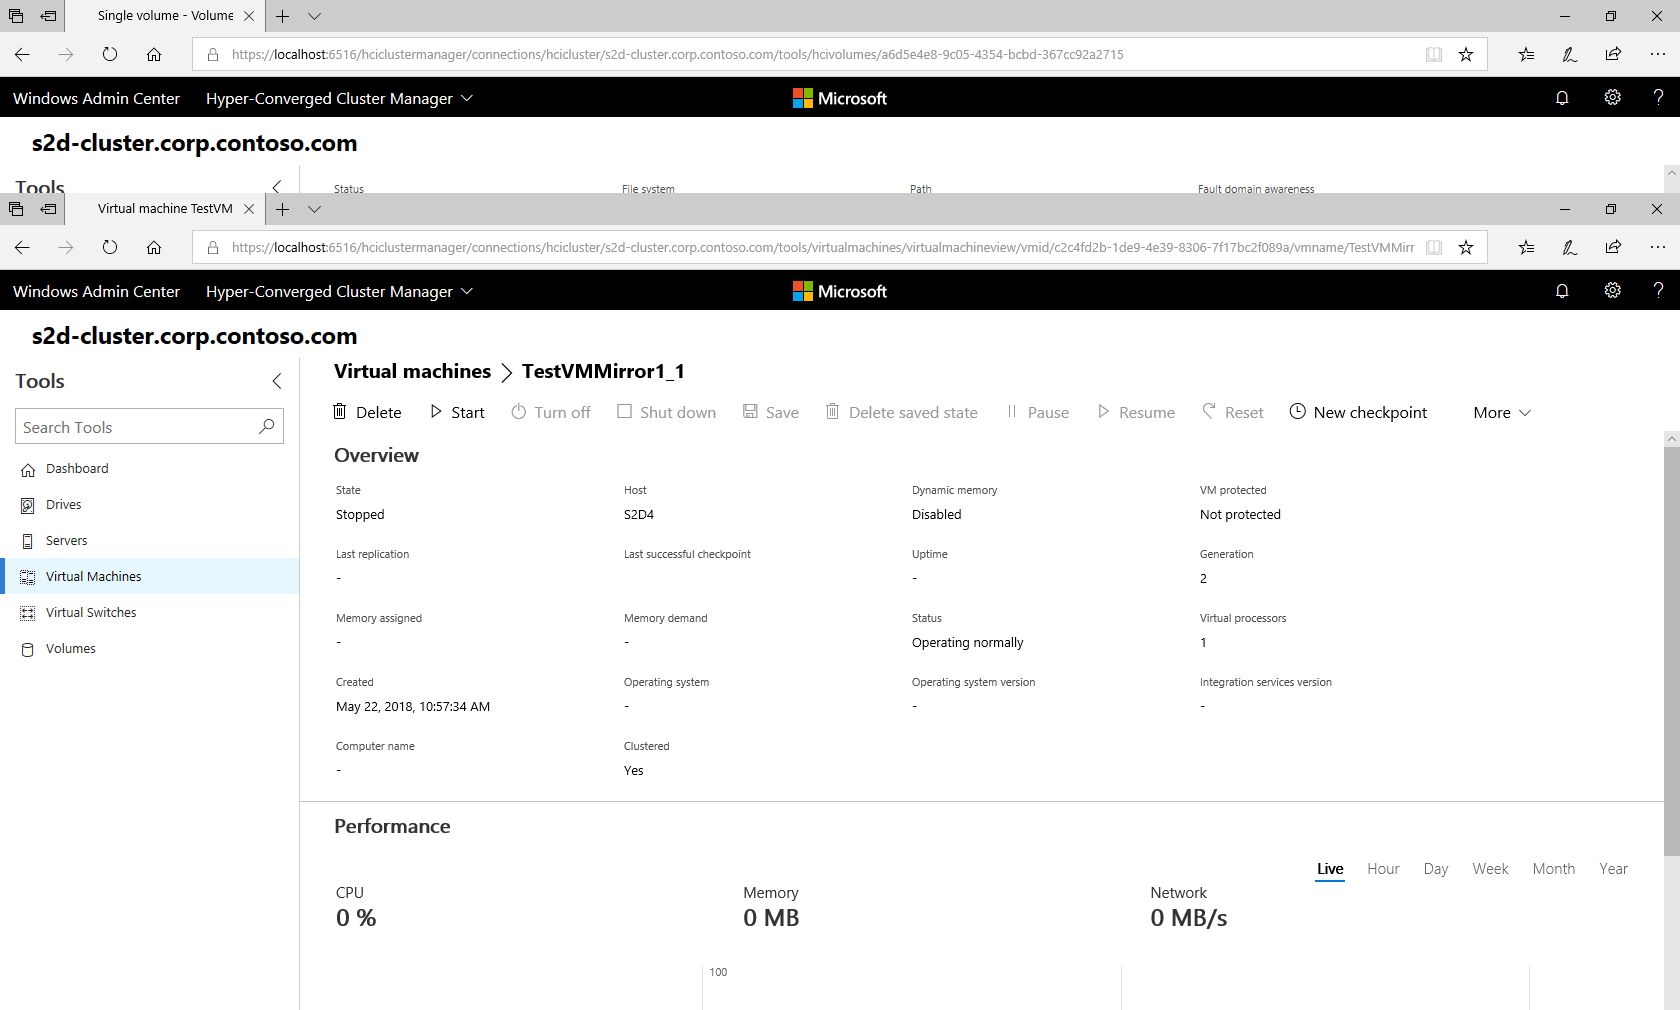 Single volume - Volume
https://localhost:6516/hciclustermanager/connections/hcicluster/s2d-cluster.corp.contoso.com/tools/hcivolumes/a6d5e4e8-9c05-4354-bcbd-367cc92a2715
Windows Admin Center Hyper-Converged Cluster Manager Microsoft ?
s2d-cluster.corp.contoso.com
Tools
Status File system Path Fault domain awareness
Virtual machine TestVM
https://localhost:6516/hciclustermanager/connections/hcicluster/s2d-cluster.corp.contoso.com/tools/virtualmachines/virtualmachineview/vmid/c2c4fd2b-1de9-4e39-8306-7f17bc2f089a/vmname/TestVMMirr
Windows Admin Center Hyper-Converged Cluster Manager Microsoft ?
s2d-cluster.corp.contoso.com
Tools
Search Tools
Dashboard
Drives
Servers
Virtual Machines
Virtual Switches
Volumes
Virtual machines > TestVMMirror1_1
Delete Start Turn off Shut down Save Delete saved state Pause Resume Reset New checkpoint More
Overview
State Host Dynamic memory VM protected
Stopped S2D4 Disabled Not protected
Last replication Last successful checkpoint Uptime Generation
- - 2
Memory assigned Memory demand Status Virtual processors
- - Operating normally 1
Created Operating system Operating system version Integration services version
May 22, 2018, 10:57:34 AM - - -
Computer name Clustered
- Yes
Performance
Live Hour Day Week Month Year
CPU Memory Network
0 % 0 MB 0 MB/s
100